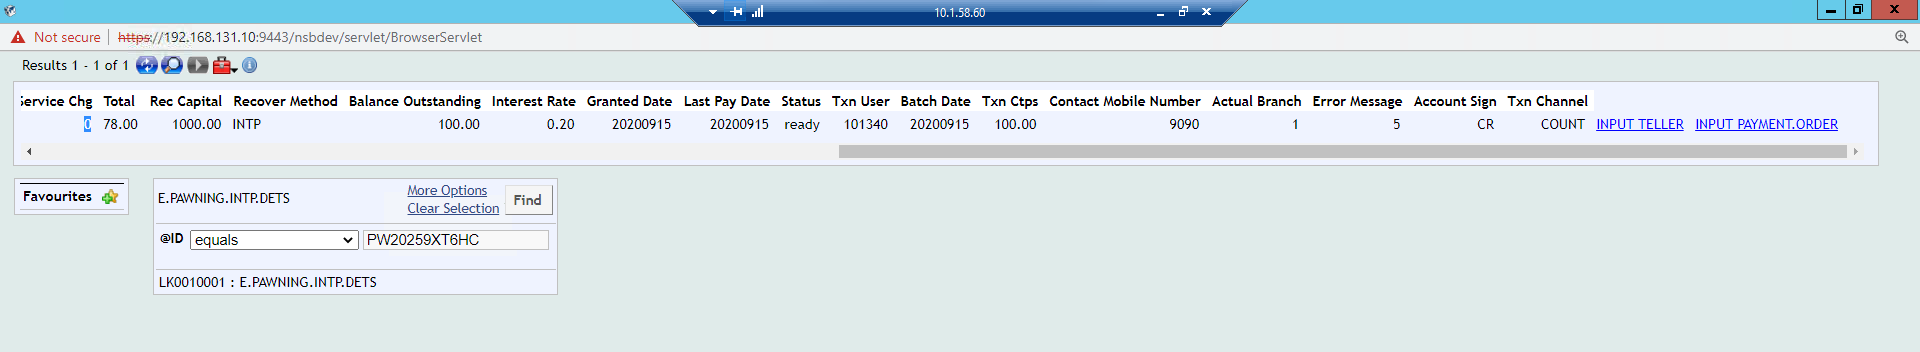 10.1.58.60
Not secure | https://192.168.131.10:9443/nsbdev/servlet/BrowserServlet
Results 1 - 1 of 1
Service Chg Total Rec Capital Recover Method Balance Outstanding Interest Rate Granted Date Last Pay Date Status Txn User Batch Date Txn Ctps Contact Mobile Number Actual Branch Error Message Account Sign Txn Channel
0 78.00 1000.00 INTP 100.00 0.20 20200915 20200915 ready 101340 20200915 100.00 9090 1 5 CR COUNT INPUT TELLER INPUT PAYMENT.ORDER
Favourites
E.PAWNING.INTP.DETS
More Options
Clear Selection
Find
@ID equals PW20259XT6HC
LK0010001 : E.PAWNING.INTP.DETS